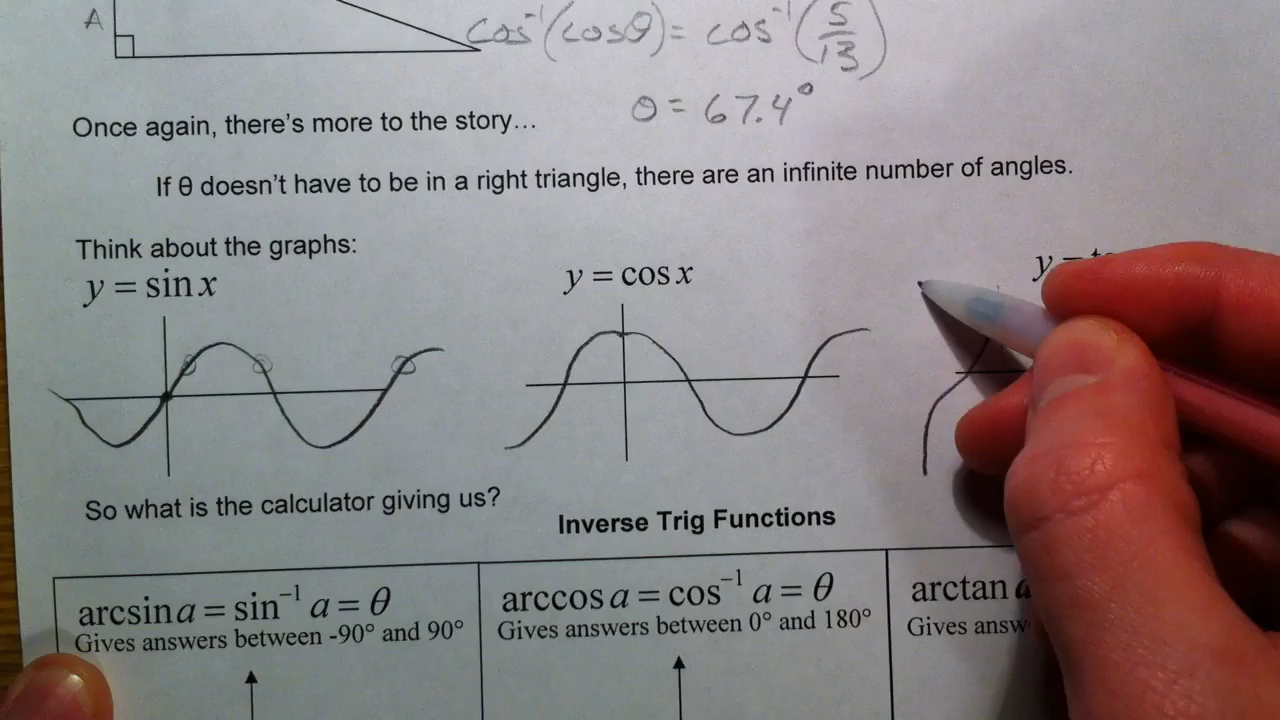 A
cos⁻¹(cosθ) = cos⁻¹(5/13)
θ = 67.4°
Once again, there's more to the story…
If θ doesn't have to be in a right triangle, there are an infinite number of angles.
Think about the graphs:
y = sin x
y = cos x
y =
So what is the calculator giving us?
Inverse Trig Functions
arcsin a = sin⁻¹ a = θ
Gives answers between -90° and 90°
arccos a = cos⁻¹ a = θ
Gives answers between 0° and 180°
arctan a
Gives answ